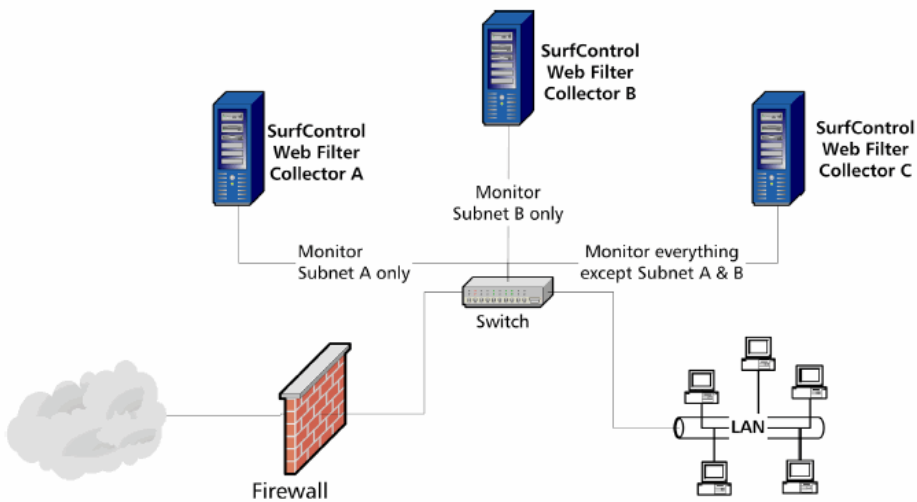 SurfControl
Web Filter
Collector B
SurfControl
Web Filter
Collector A
SurfControl
Web Filter
Collector C
Monitor
Subnet B only
Monitor
Subnet A only
Monitor everything
except Subnet A & B
Switch
LAN
Firewall